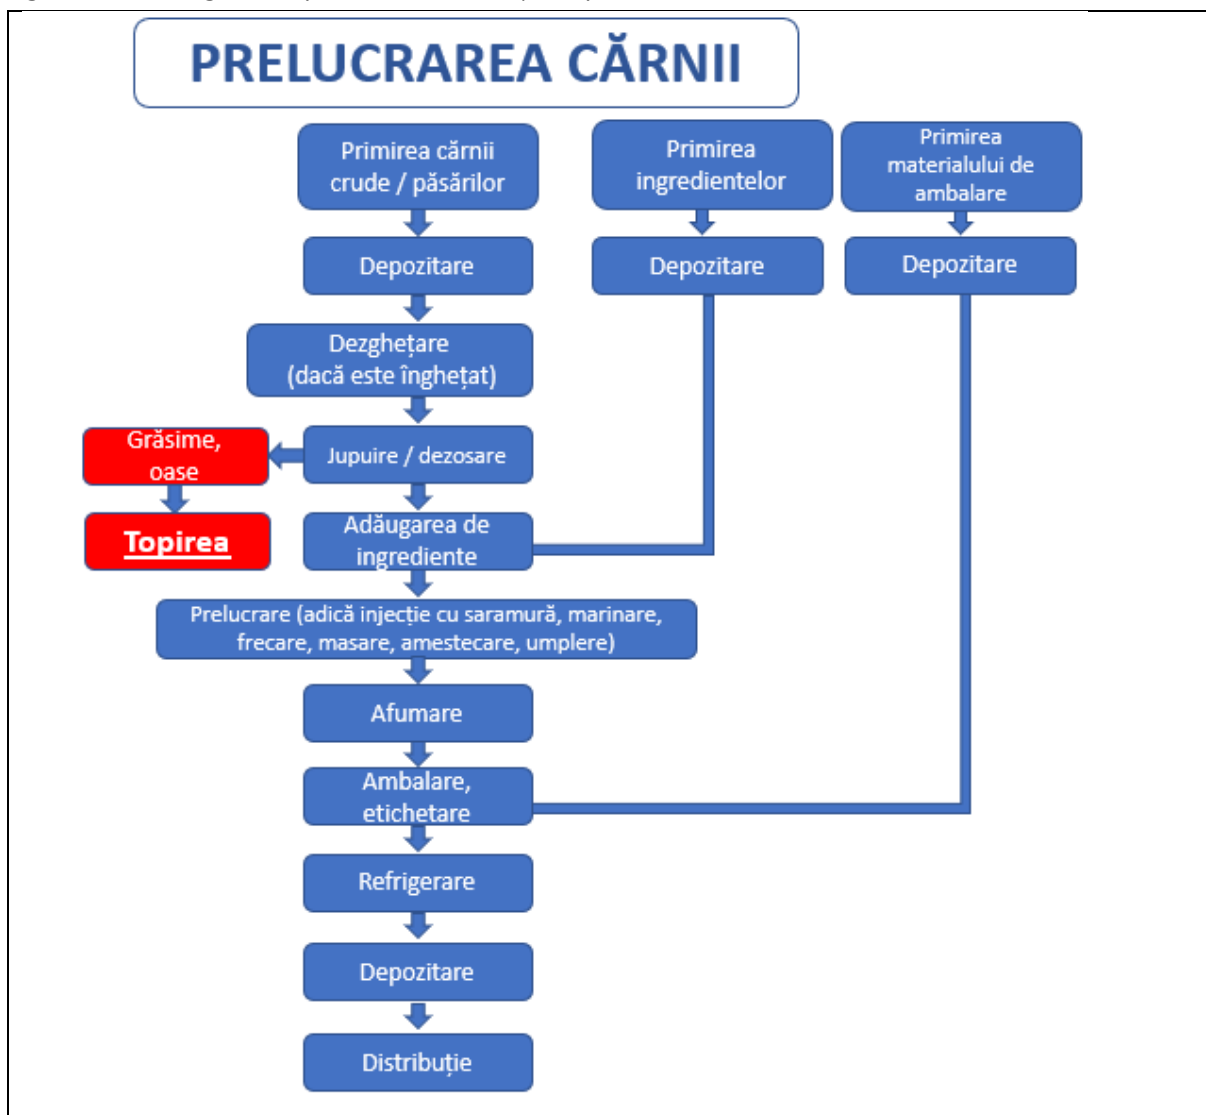 PRELUCRAREA CĂRNII
Primirea cărnii
crude / păsărilor
Primirea
ingredientelor
Primirea
materialului de
ambalare
Depozitare
Depozitare
Depozitare
Dezghețare
(dacă este înghețat)
Grăsime,
oase
Jupuire / dezosare
Topirea
Adăugarea de
ingrediente
Prelucrare (adică injecție cu saramură, marinare,
frecare, masare, amestecare, umplere)
Afumare
Ambalare,
etichetare
Refrigerare
Depozitare
Distribuție